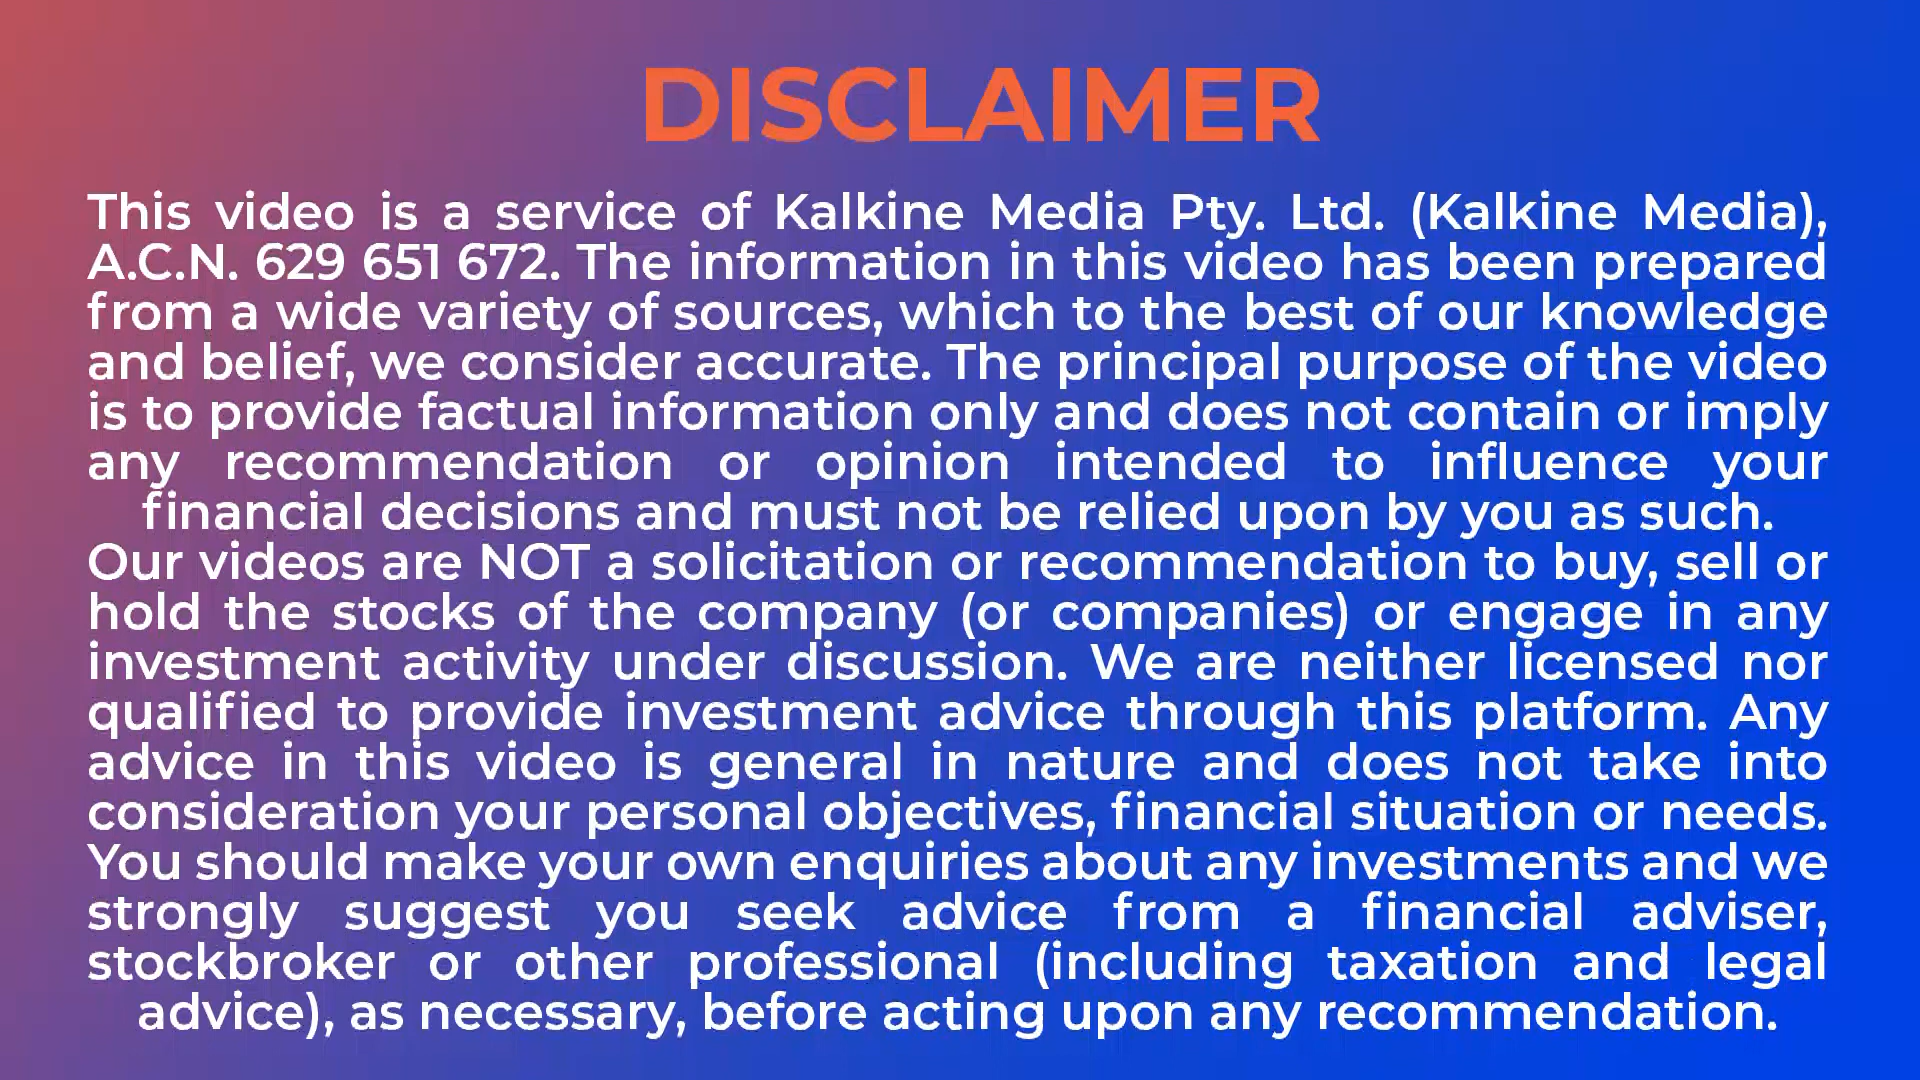 DISCLAIMER
This video is a service of Kalkine Media Pty. Ltd. (Kalkine Media),
A.C.N. 629 651 672. The information in this video has been prepared
from a wide variety of sources, which to the best of our knowledge
and belief, we consider accurate. The principal purpose of the video
is to provide factual information only and does not contain or imply
any recommendation or opinion intended to influence your
financial decisions and must not be relied upon by you as such.
Our videos are NOT a solicitation or recommendation to buy, sell or
hold the stocks of the company (or companies) or engage in any
investment activity under discussion. We are neither licensed nor
qualified to provide investment advice through this platform. Any
advice in this video is general in nature and does not take into
consideration your personal objectives, financial situation or needs.
You should make your own enquiries about any investments and we
strongly suggest you seek advice from a financial adviser,
stockbroker or other professional (including taxation and legal
advice), as necessary, before acting upon any recommendation.